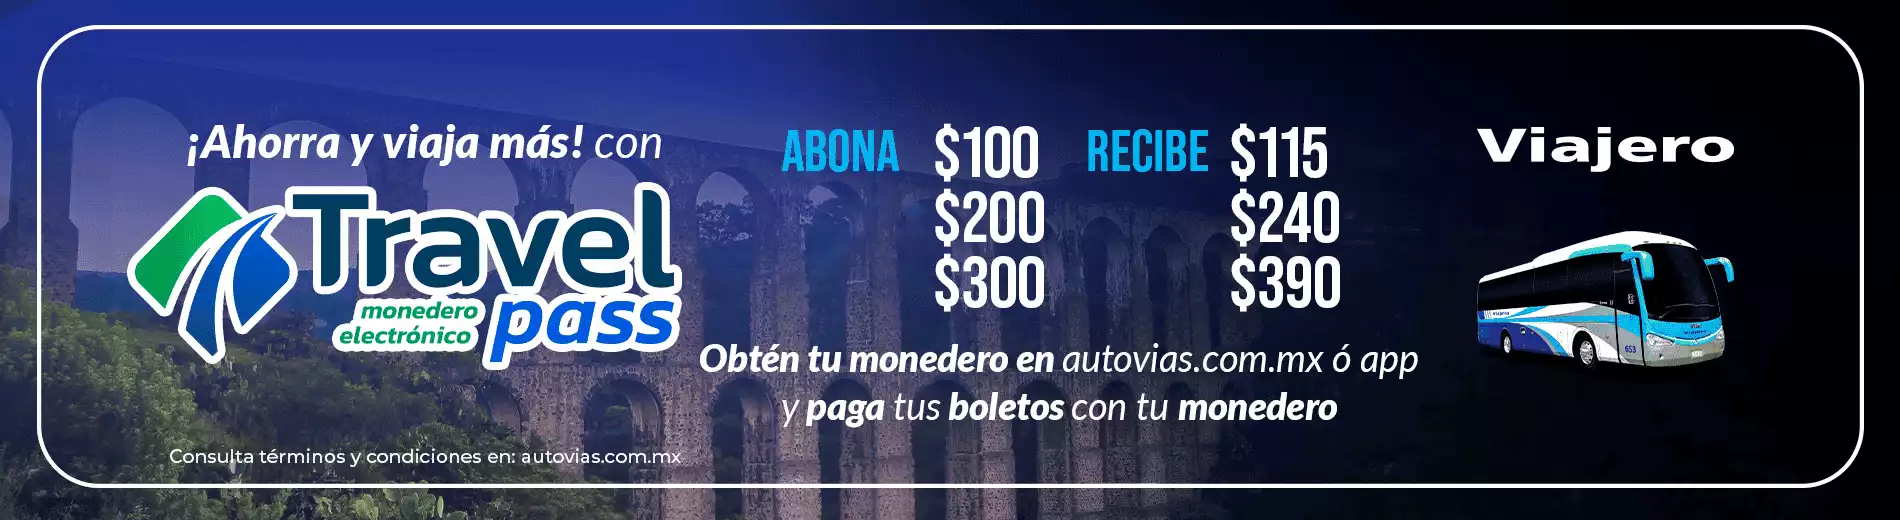 ¡Ahorra y viaja más! con
Travel
monedero
electrónico
pass
Consulta términos y condiciones en: autovias.com.mx
ABONA $100 RECIBE $115
$200 $240
$300 $390
Obtén tu monedero en autovias.com.mx ó app
y paga tus boletos con tu monedero
Viajero
Viajero
653